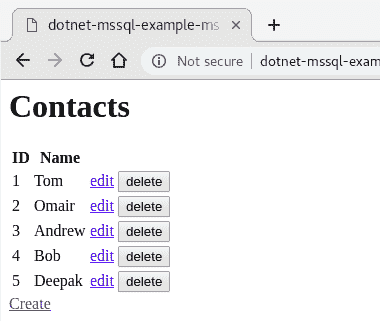 dotnet-mssql-example-ms
Not secure dotnet-mssql-exam
Contacts
ID Name
1 Tom edit delete
2 Omair edit delete
3 Andrew edit delete
4 Bob edit delete
5 Deepak edit delete
Create